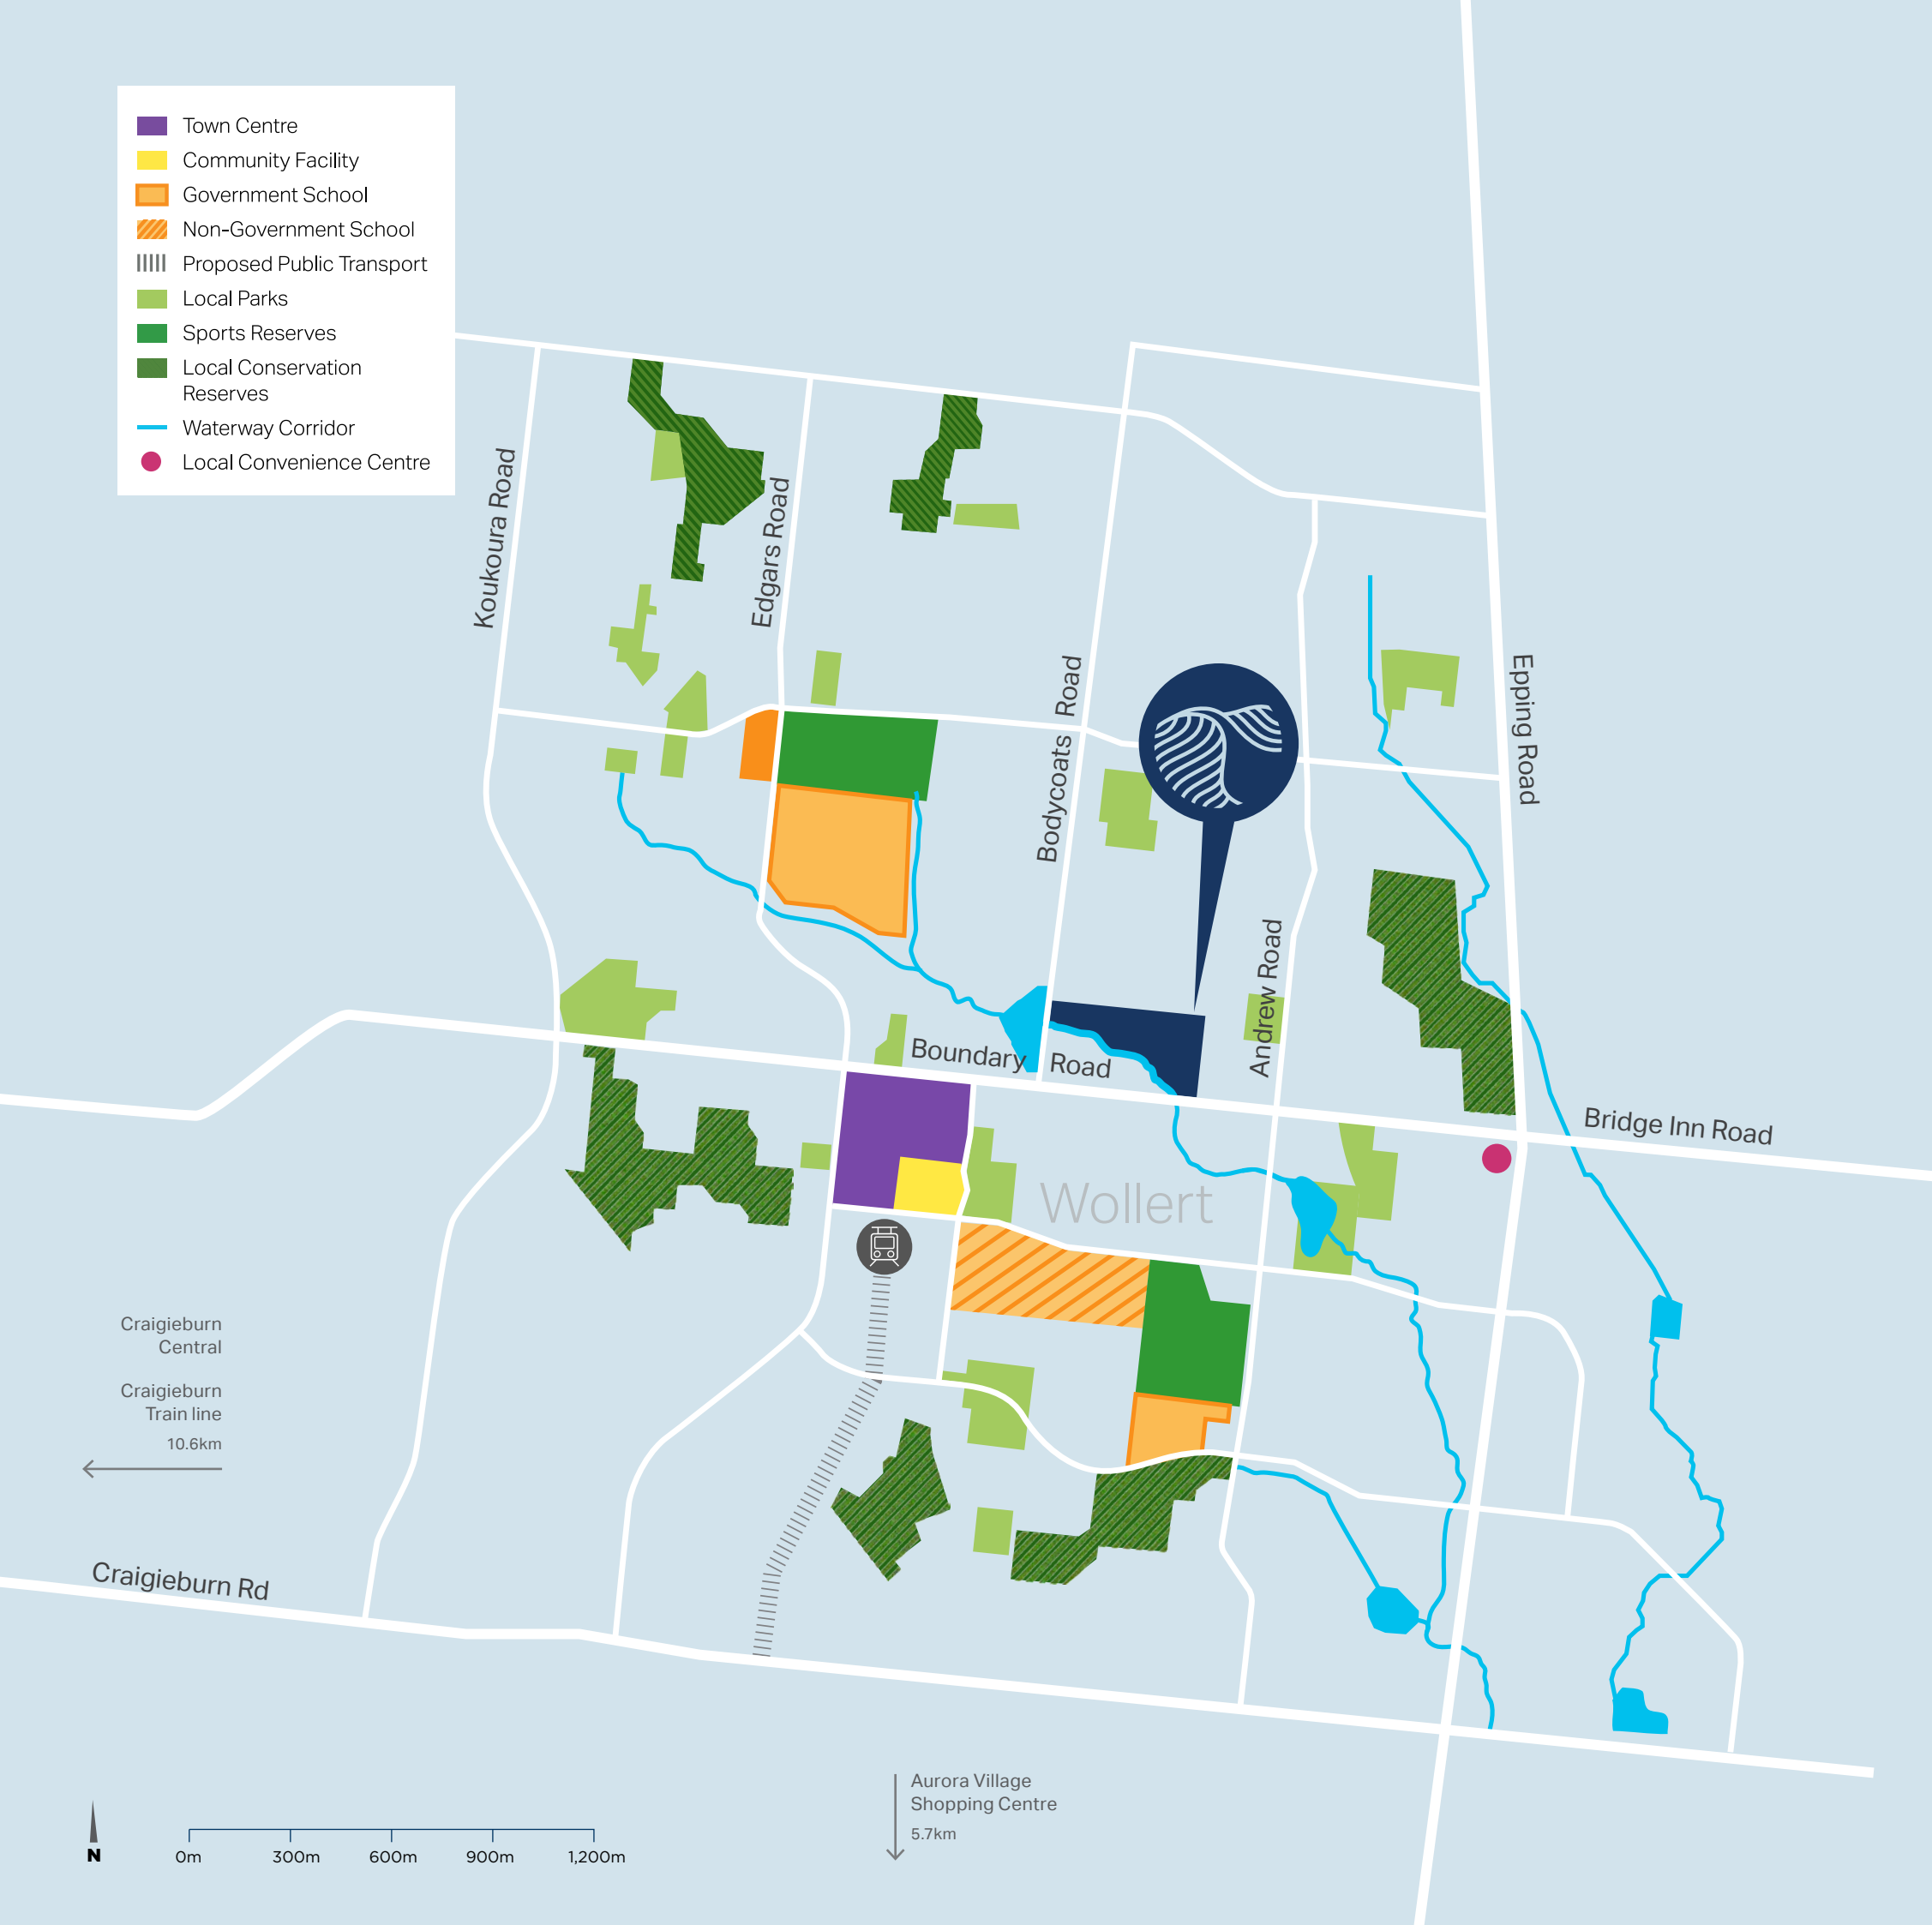 Town Centre
Community Facility
Government School
Non-Government School
Proposed Public Transport
Local Parks
Sports Reserves
Local Conservation
Reserves
Waterway Corridor
Local Convenience Centre
Koukoura Road
Edgars Road
Bodycoats Road
Epping Road
Andrew Road
Boundary Road
Bridge Inn Road
Wollert
Craigieburn
Central
Craigieburn
Train line
10.6km
Craigieburn Rd
Aurora Village
Shopping Centre
5.7km
N
0m 300m 600m 900m 1,200m